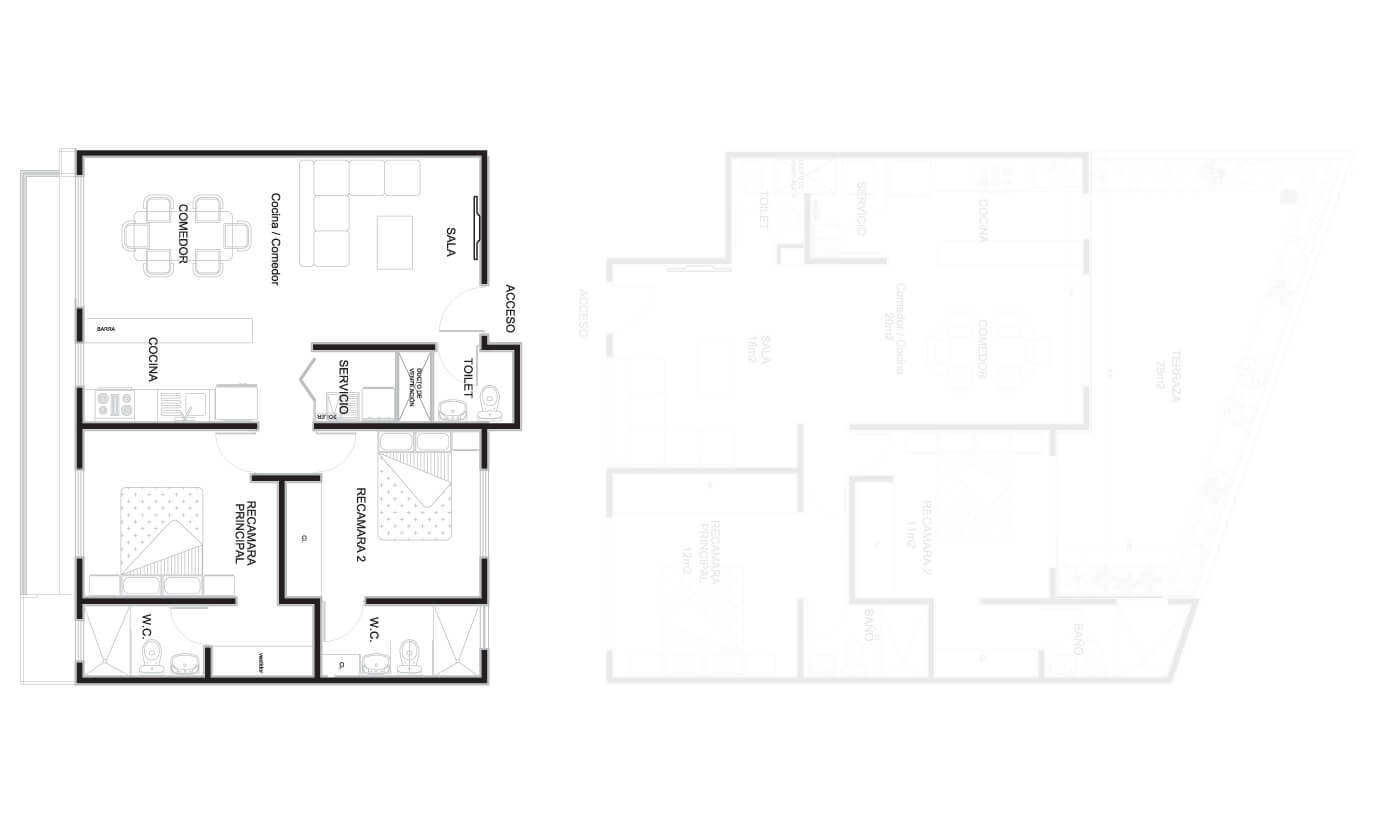 COMEDOR
Cocina / Comedor
SALA
ACCESO
BARRA
COCINA
SERVICIO
DUCTO DE
VENTILACIÓN
TOILET
BOILER
RECAMARA
PRINCIPAL
RECAMARA 2
CL
W.C.
vestidor
W.C.
CL
TOILET
SERVICIO
COCINA
ACCESO
SALA
18m2
Comedor / Cocina
20m2
COMEDOR
TERRAZA
28m2
RECAMARA
PRINCIPAL
12m2
RECAMARA 2
11m2
BAÑO
BAÑO